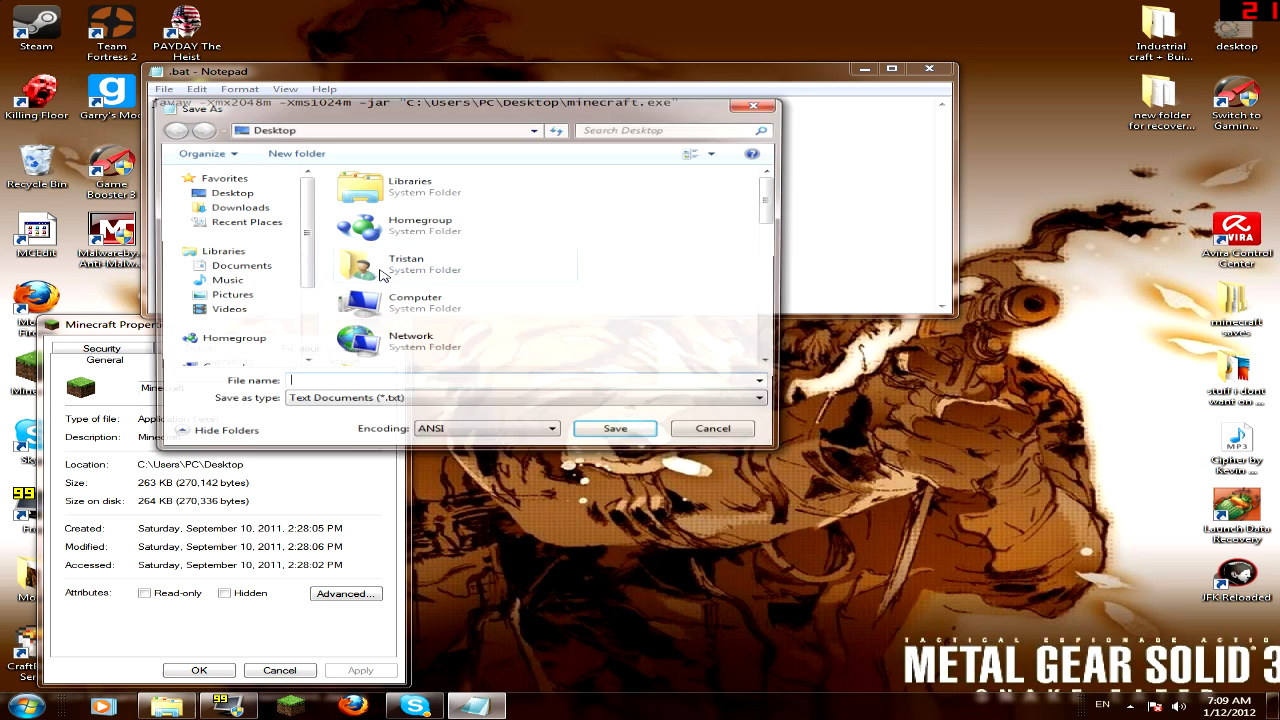 Steam
Team
Fortress 2
PAYDAY The
Heist
Industrial
craft + Bui...
desktop
21
.bat - Notepad
File Edit Format View Help
javaw -Xmx2048m -Xms1024m -jar "C:\Users\PC\Desktop\minecraft.exe"
Save As
Killing Floor
Garry's Mod
new folder
for recover...
Switch to
Gamin...
Desktop
Search Desktop
Organize
New folder
Recycle Bin
Game
Booster 3
Favorites
Desktop
Downloads
Recent Places
Libraries
Documents
Music
Pictures
Videos
Homegroup
Libraries
System Folder
Homegroup
System Folder
Tristan
System Folder
Computer
System Folder
Network
System Folder
MCEdit
Malwareby...
Anti-Malw...
Avira Control
Center
minecraft
saves
stuff i dont
want on ...
MP3
Cipher by
Kevin ...
Launch Data
Recovery
JFK Reloaded
File name:
Save as type: Text Documents (*.txt)
Hide Folders
Encoding: ANSI
Save
Cancel
Minecraft Properti
Security
General
Type of file:
Description:
Location: C:\Users\PC\Desktop
Size: 263 KB (270,142 bytes)
Size on disk: 264 KB (270,336 bytes)
Created: Saturday, September 10, 2011, 2:28:05 PM
Modified: Saturday, September 10, 2011, 2:28:06 PM
Accessed: Saturday, September 10, 2011, 2:28:02 PM
Attributes: Read-only Hidden Advanced...
OK Cancel Apply
TACTICAL ESPIONAGE ACTIO
METAL GEAR SOLID 3
99
EN
7:09 AM
1/12/2012